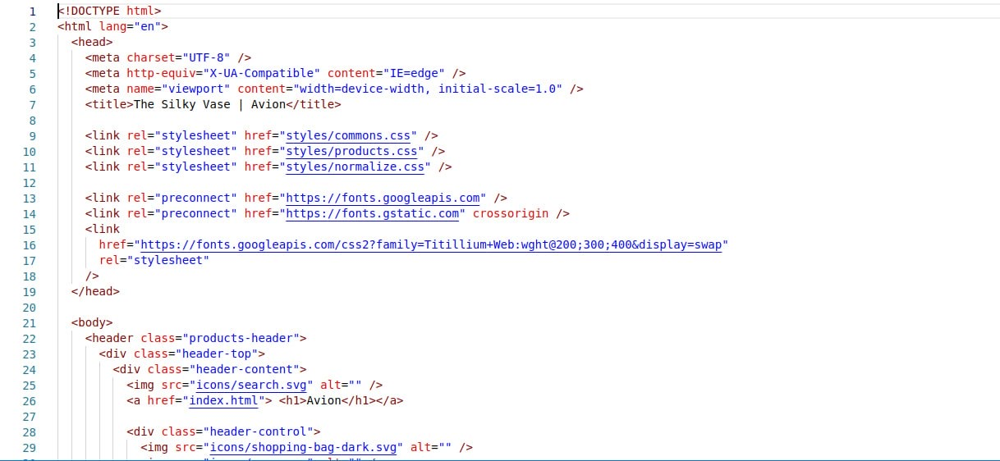 1 <!DOCTYPE html>
2 <html lang="en">
3 <head>
4 <meta charset="UTF-8" />
5 <meta http-equiv="X-UA-Compatible" content="IE=edge" />
6 <meta name="viewport" content="width=device-width, initial-scale=1.0" />
7 <title>The Silky Vase | Avion</title>
8
9 <link rel="stylesheet" href="styles/commons.css" />
10 <link rel="stylesheet" href="styles/products.css" />
11 <link rel="stylesheet" href="styles/normalize.css" />
12
13 <link rel="preconnect" href="https://fonts.googleapis.com" />
14 <link rel="preconnect" href="https://fonts.gstatic.com" crossorigin />
15 <link
16 href="https://fonts.googleapis.com/css2?family=Titillium+Web:wght@200;300;400&display=swap"
17 rel="stylesheet"
18 />
19 </head>
20
21 <body>
22 <header class="products-header">
23 <div class="header-top">
24 <div class="header-content">
25 <img src="icons/search.svg" alt="" />
26 <a href="index.html"> <h1>Avion</h1></a>
27
28 <div class="header-control">
29 <img src="icons/shopping-bag-dark.svg" alt="" />